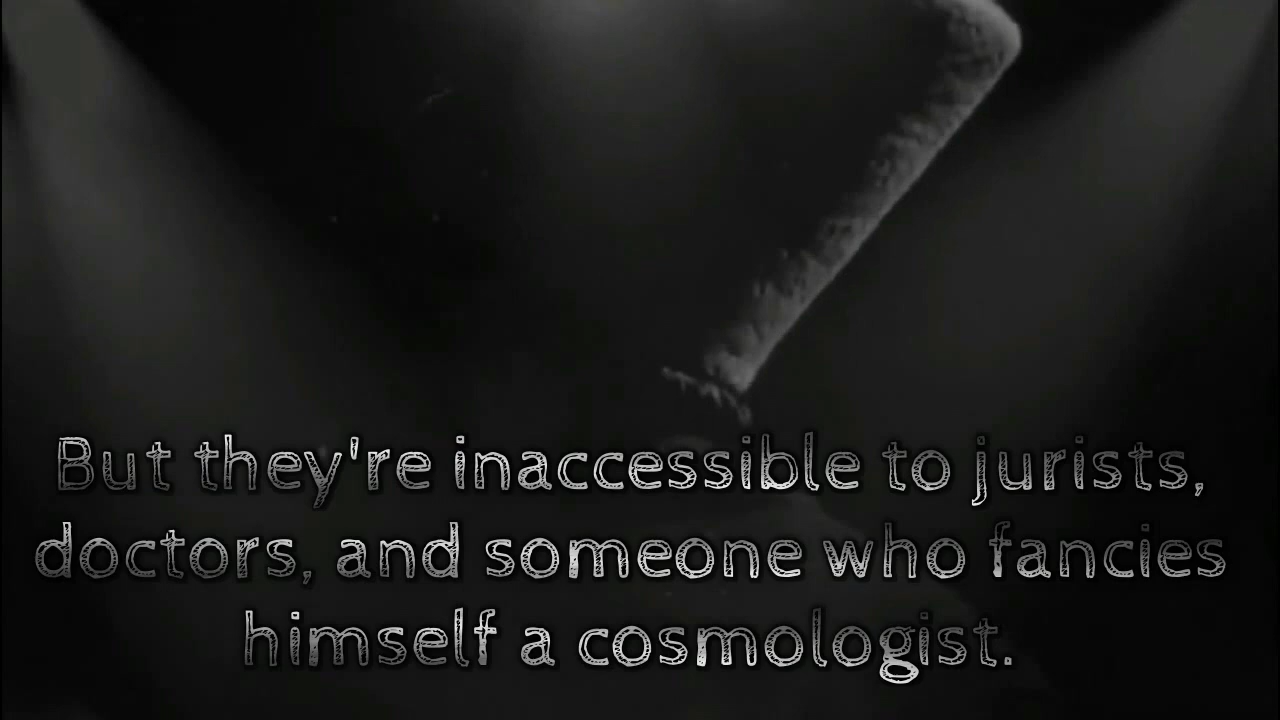 But they're inaccessible to jurists,
doctors, and someone who fancies
himself a cosmologist.